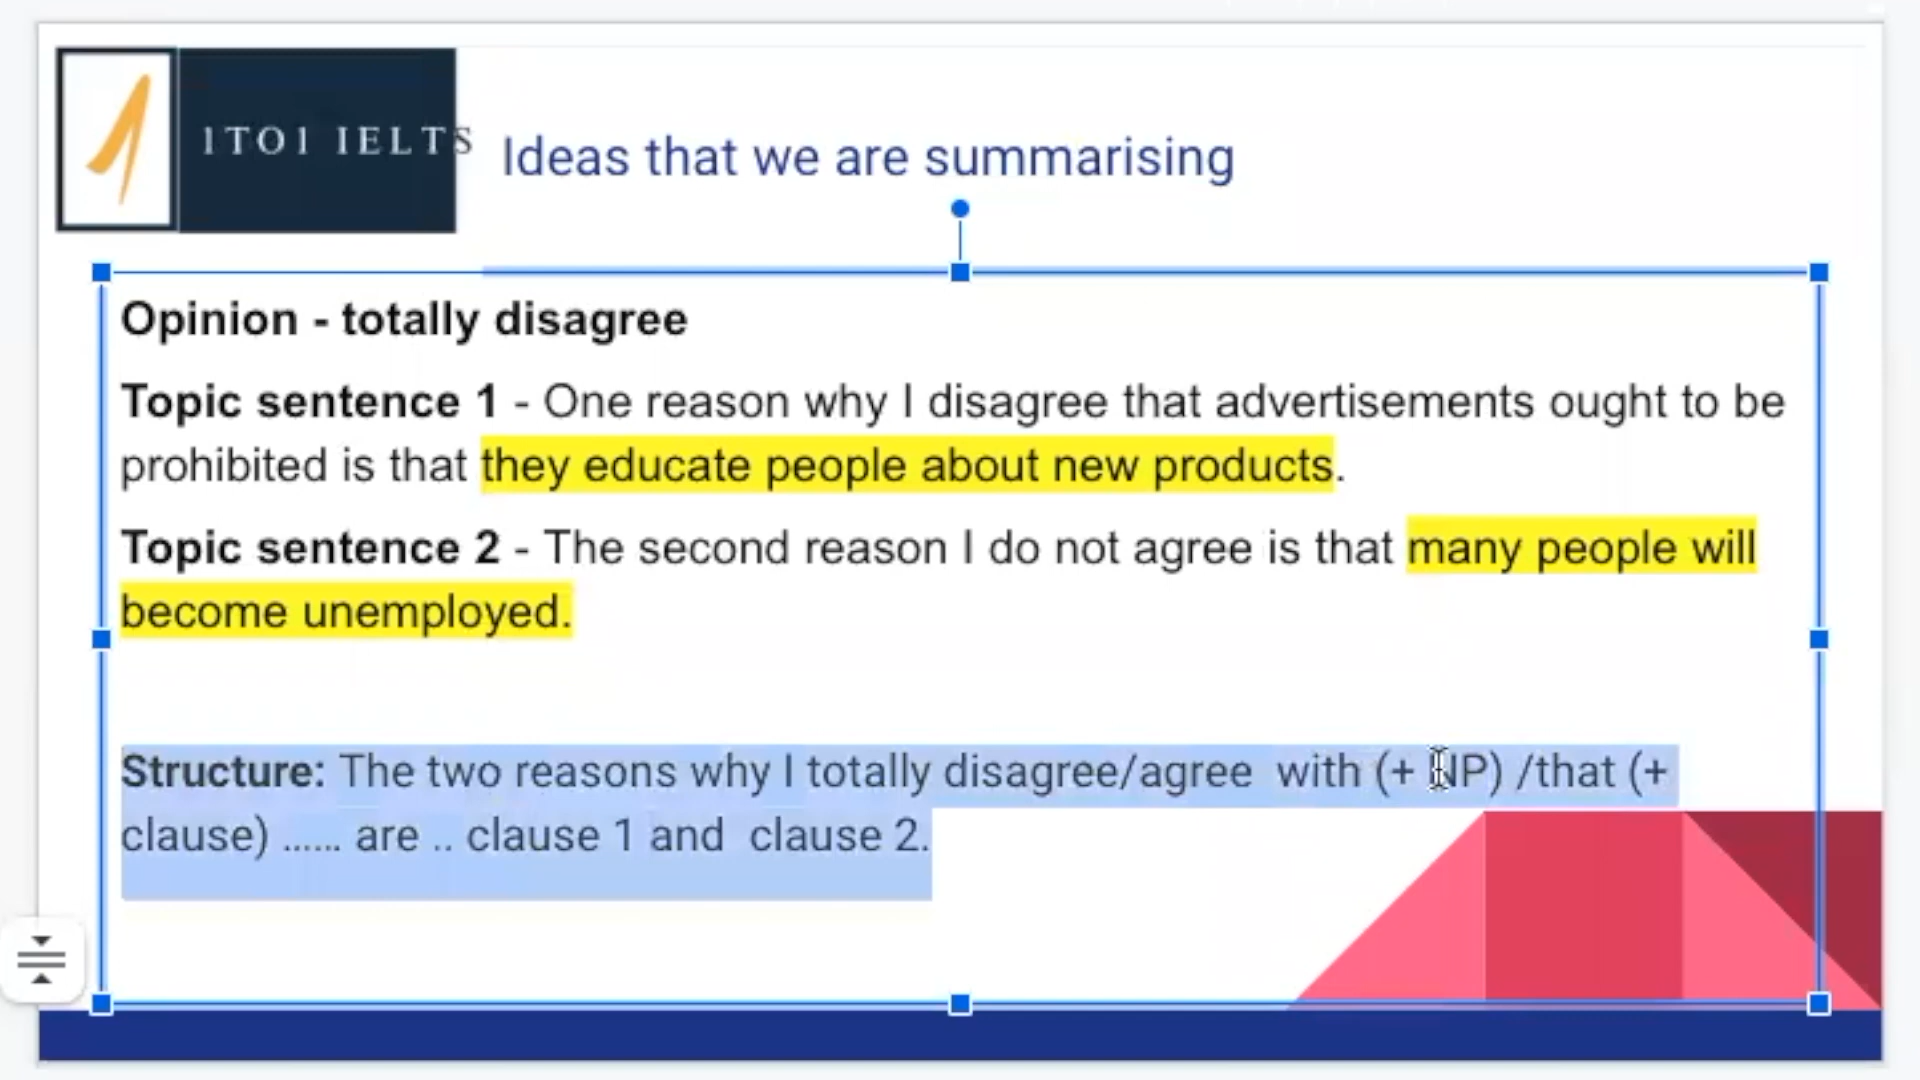 1TO1 IELTS
Ideas that we are summarising
Opinion - totally disagree
Topic sentence 1 - One reason why I disagree that advertisements ought to be
prohibited is that they educate people about new products.
Topic sentence 2 - The second reason I do not agree is that many people will
become unemployed.
Structure: The two reasons why I totally disagree/agree  with (+ NP) /that (+
clause) …… are .. clause 1 and  clause 2.